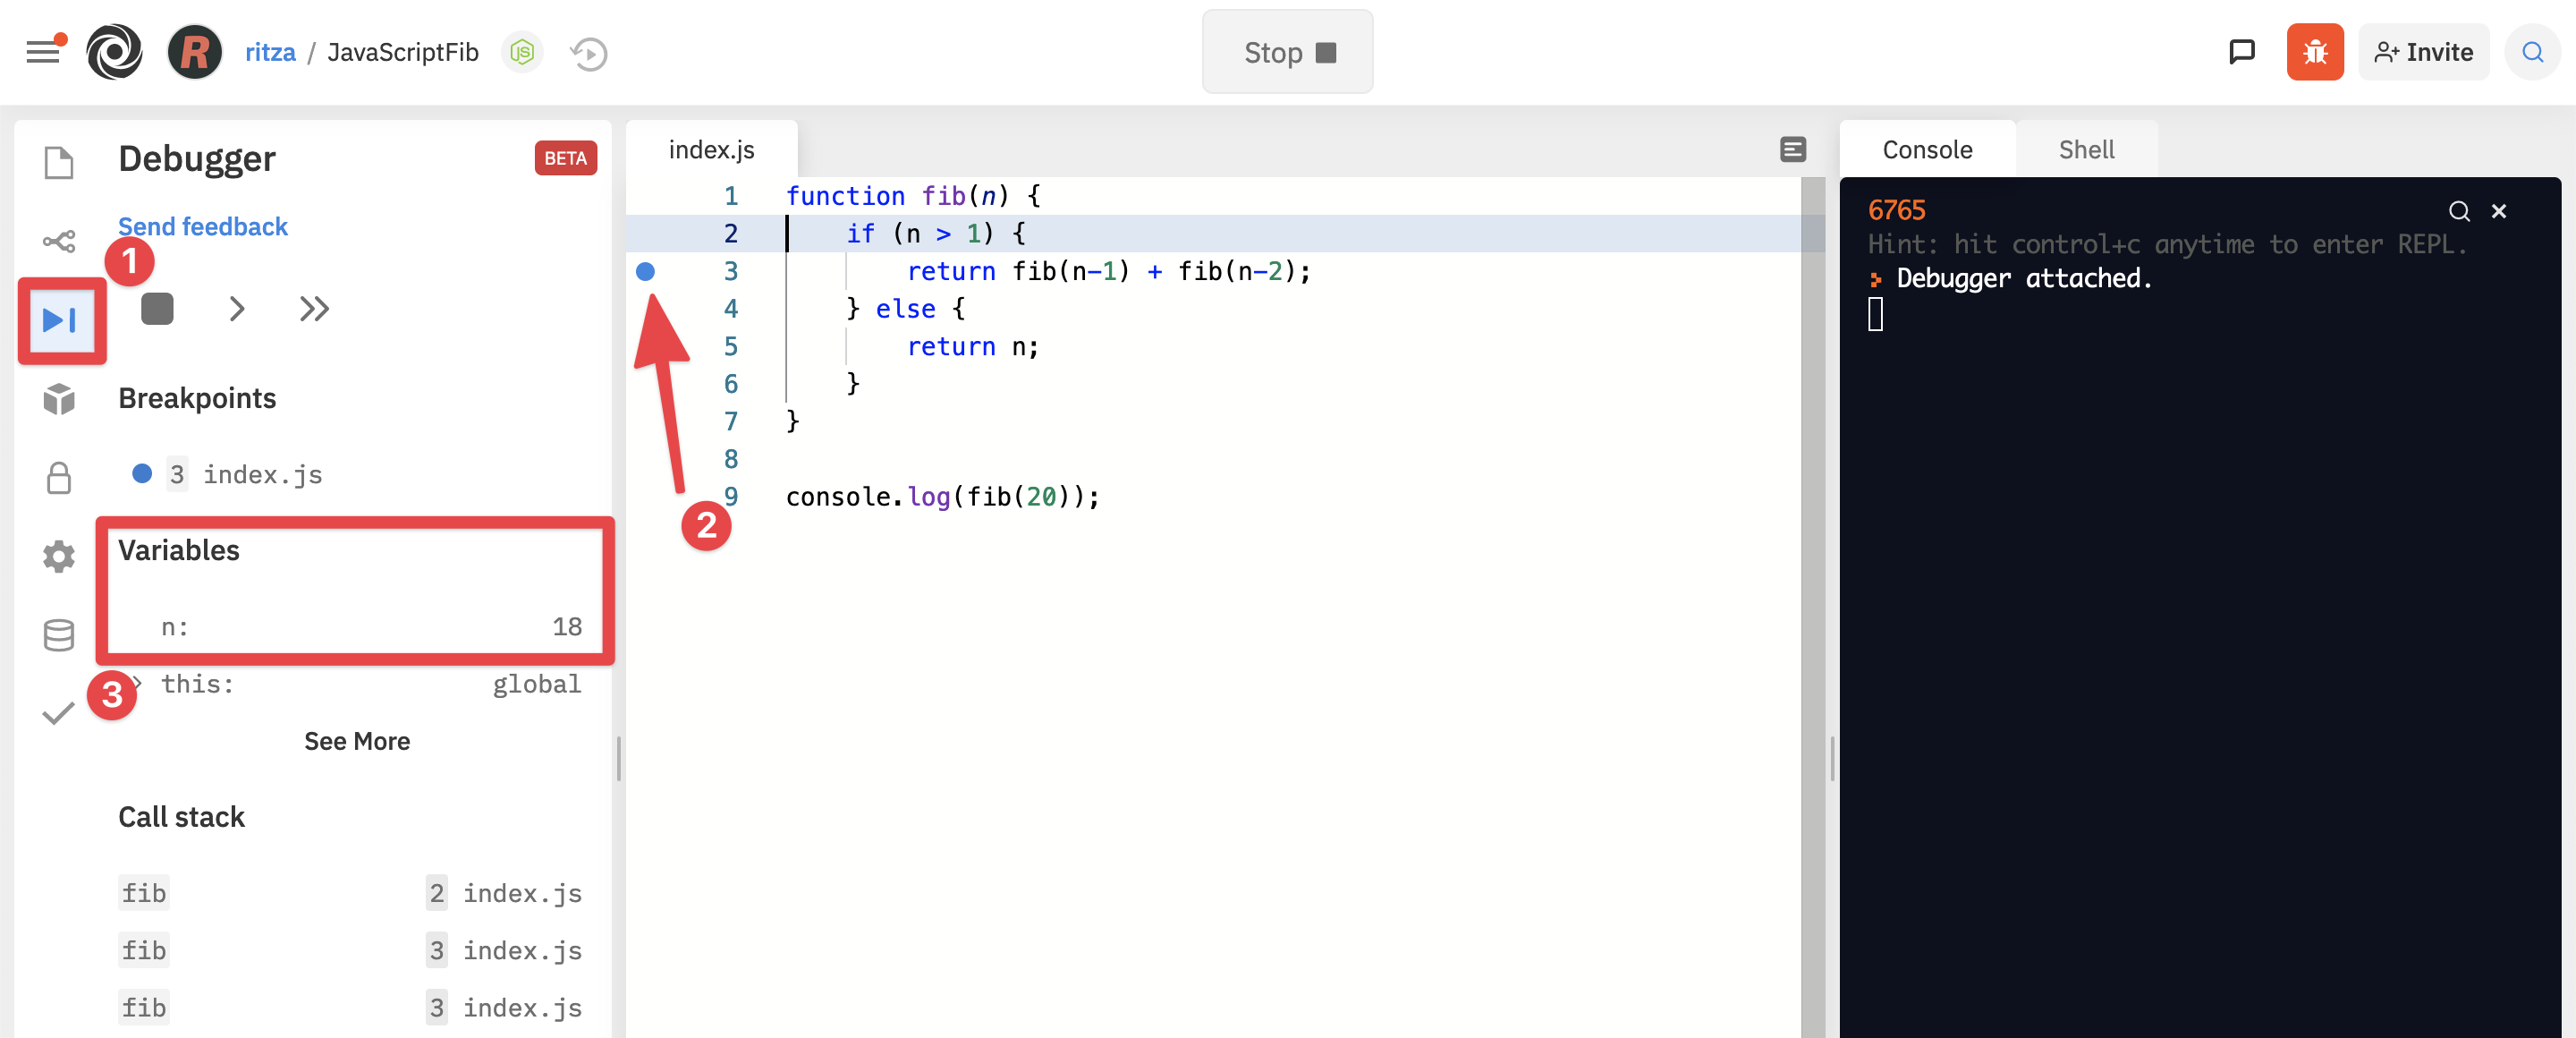 R ritza / JavaScriptFib JS
Stop
Invite
Debugger BETA
Send feedback
1
Breakpoints
3 index.js
Variables
n: 18
3
this: global
See More
Call stack
fib 2 index.js
fib 3 index.js
fib 3 index.js
index.js
1 function fib(n) {
2 if (n > 1) {
3 return fib(n-1) + fib(n-2);
4 } else {
5 return n;
6 }
7 }
8
9 console.log(fib(20));
2
Console Shell
6765
Hint: hit control+c anytime to enter REPL.
Debugger attached.